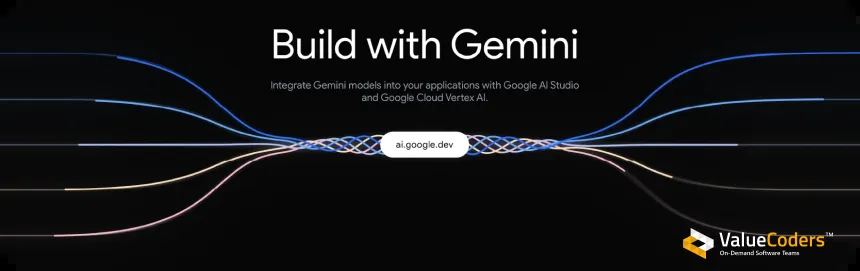 Build with Gemini
Integrate Gemini models into your applications with Google AI Studio
and Google Cloud Vertex AI.
ai.google.dev
ValueCoders™
On-Demand Software Teams